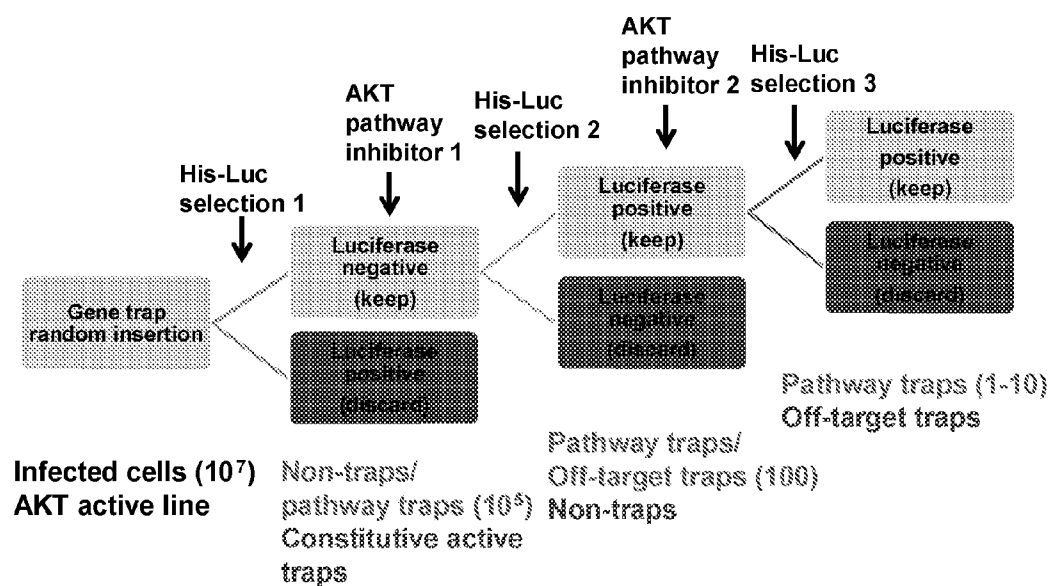 His-Luc
selection 1
AKT
pathway
inhibitor 1
His-Luc
selection 2
AKT
pathway
inhibitor 2
His-Luc
selection 3
Gene trap
random insertion
Luciferase
negative
(keep)
Luciferase
positive
(discard)
Luciferase
positive
(keep)
Luciferase
negative
(discard)
Luciferase
positive
(keep)
Luciferase
negative
(discard)
Infected cells (10⁷)
AKT active line
Non-traps/
pathway traps (10⁵)
Constitutive active
traps
Pathway traps/
Off-target traps (100)
Non-traps
Pathway traps (1-10)
Off-target traps